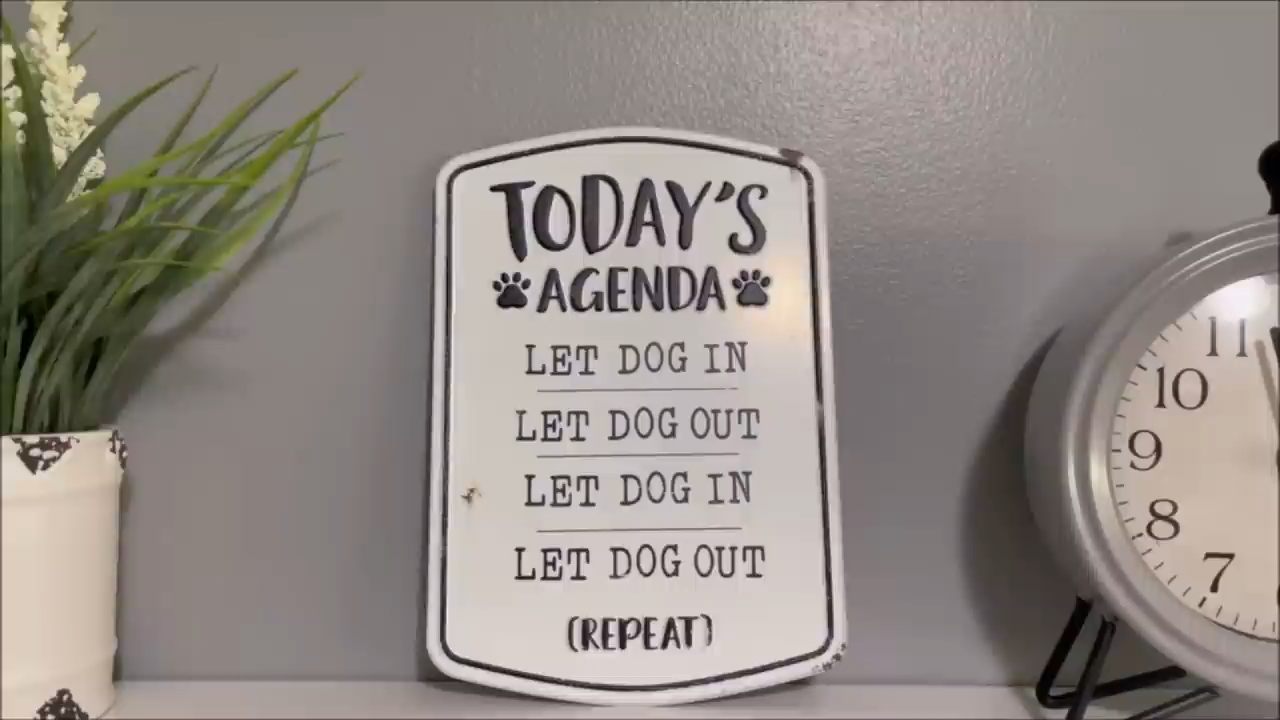 TODAY'S
AGENDA
LET DOG IN
LET DOG OUT
LET DOG IN
LET DOG OUT
(REPEAT)
11
10
9
8
7